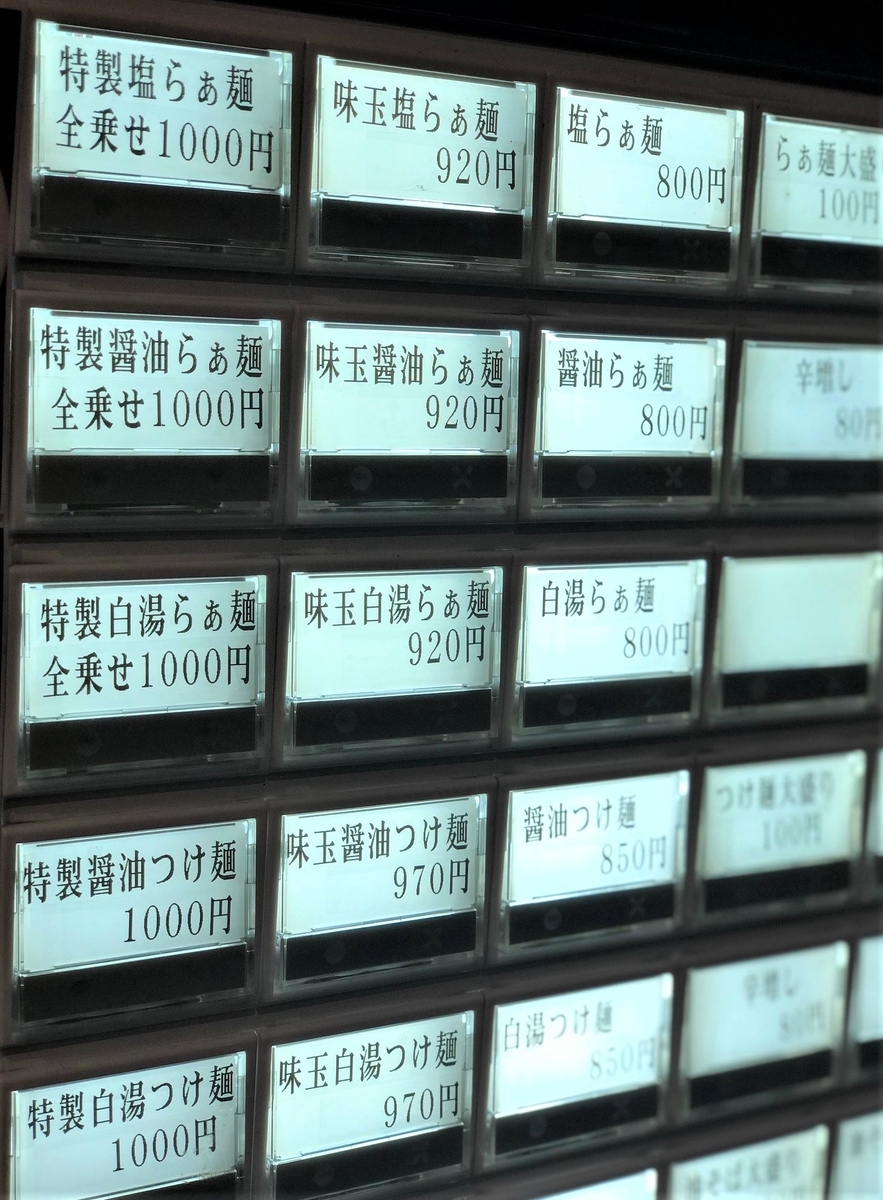 特製塩らぁ麺
全乗せ1000円
味玉塩らぁ麺
920円
塩らぁ麺
800円
らぁ麺大盛
100円
特製醤油らぁ麺
全乗せ1000円
味玉醤油らぁ麺
920円
醤油らぁ麺
800円
辛増し
80円
特製白湯らぁ麺
全乗せ1000円
味玉白湯らぁ麺
920円
白湯らぁ麺
800円
特製醤油つけ麺
1000円
味玉醤油つけ麺
970円
醤油つけ麺
850円
つけ麺大盛り
100円
特製白湯つけ麺
1000円
味玉白湯つけ麺
970円
白湯つけ麺
850円
辛増し
80円